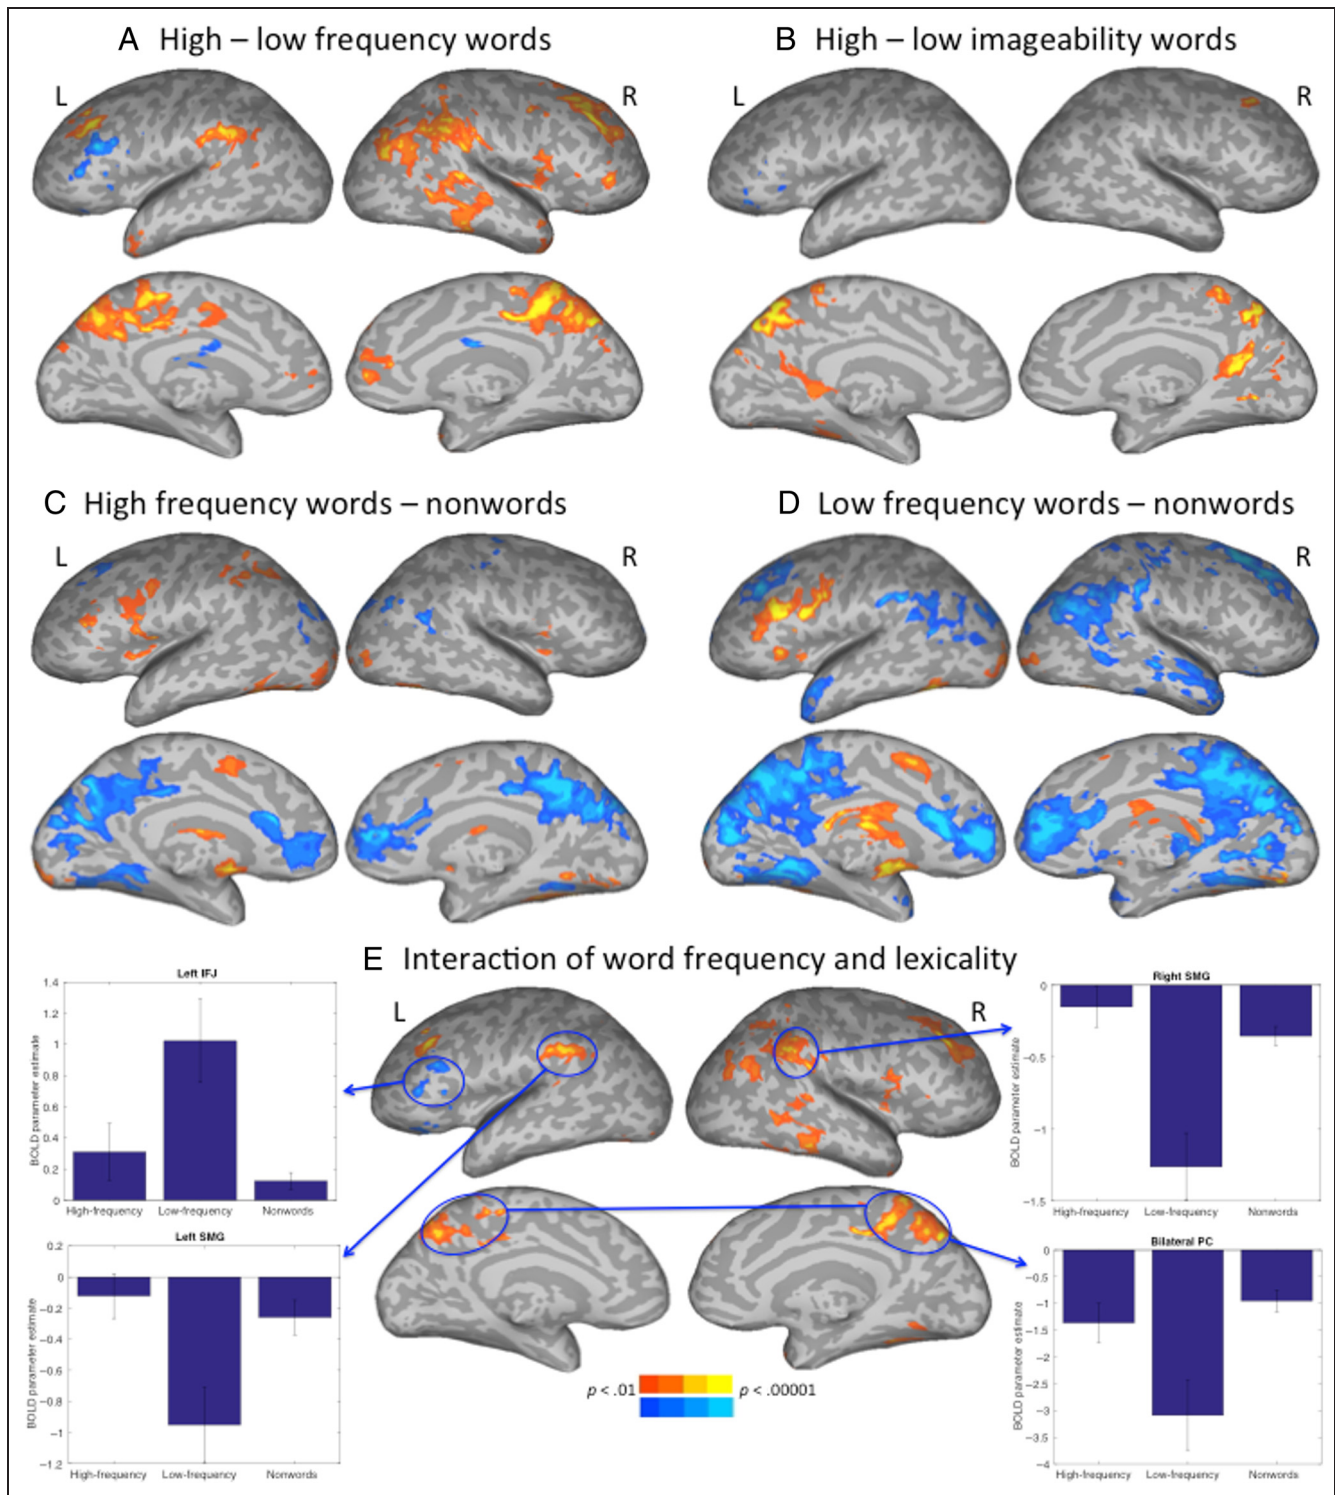 A High – low frequency words
B High – low imageability words
L
R
L
R
C High frequency words – nonwords
D Low frequency words – nonwords
L
R
R
E Interaction of word frequency and lexicality
L
R
Left IFJ
BOLD parameter estimate
1.4
1.2
1
0.8
0.6
0.4
0.2
0
High-frequency Low-frequency Nonwords
Left SMG
BOLD parameter estimate
0.2
0
−0.2
−0.4
−0.6
−0.8
−1
−1.2
High-frequency Low-frequency Nonwords
Right SMG
BOLD parameter estimate
0
−0.5
−1
−1.5
High-frequency Low-frequency Nonwords
Bilateral PC
BOLD parameter estimate
0
−0.5
−1
−1.5
−2
−2.5
−3
−3.5
−4
High-frequency Low-frequency Nonwords
p < .01 p < .00001